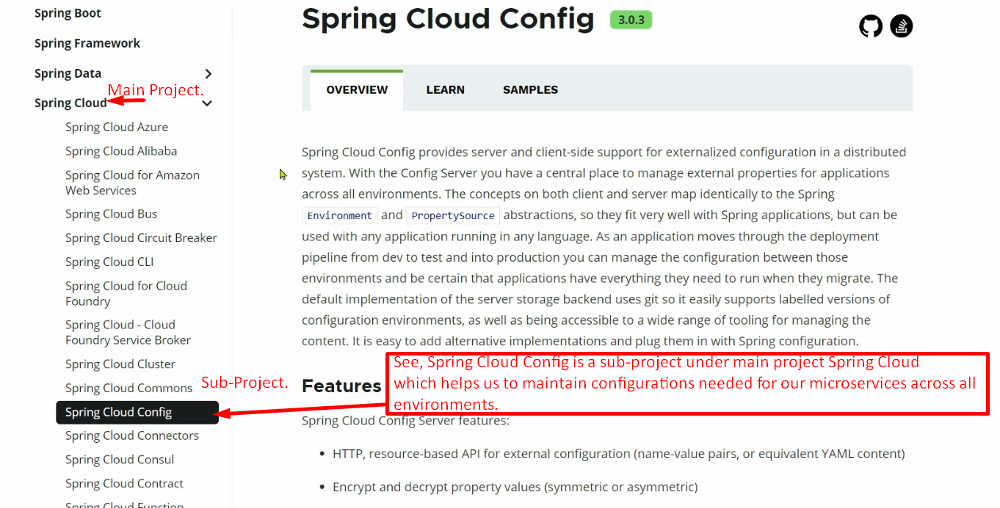 Spring Boot
Spring Framework
Spring Data
Main Project.
Spring Cloud
Spring Cloud Azure
Spring Cloud Alibaba
Spring Cloud for Amazon
Web Services
Spring Cloud Bus
Spring Cloud Circuit Breaker
Spring Cloud CLI
Spring Cloud for Cloud
Foundry
Spring Cloud - Cloud
Foundry Service Broker
Spring Cloud Cluster
Spring Cloud Commons
Sub-Project.
Spring Cloud Config
Spring Cloud Connectors
Spring Cloud Consul
Spring Cloud Contract
Spring Cloud Function
Spring Cloud Config 3.0.3
OVERVIEW LEARN SAMPLES
Spring Cloud Config provides server and client-side support for externalized configuration in a distributed
system. With the Config Server you have a central place to manage external properties for applications
across all environments. The concepts on both client and server map identically to the Spring
Environment and PropertySource abstractions, so they fit very well with Spring applications, but can be
used with any application running in any language. As an application moves through the deployment
pipeline from dev to test and into production you can manage the configuration between those
environments and be certain that applications have everything they need to run when they migrate. The
default implementation of the server storage backend uses git so it easily supports labelled versions of
configuration environments, as well as being accessible to a wide range of tooling for managing the
content. It is easy to add alternative implementations and plug them in with Spring configuration.
See, Spring Cloud Config is a sub-project under main project Spring Cloud
which helps us to maintain configurations needed for our microservices across all
environments.
Features
Spring Cloud Config Server features:
• HTTP, resource-based API for external configuration (name-value pairs, or equivalent YAML content)
• Encrypt and decrypt property values (symmetric or asymmetric)